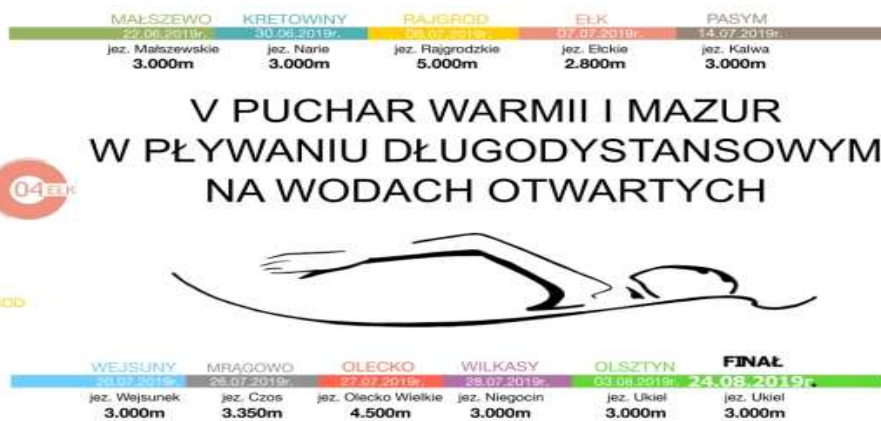 MAŁSZEWO KRETOWINY RAJGRÓD EŁK PASYM
22.06.2019r. 30.06.2019r. 06.07.2019r. 07.07.2019r. 14.07.2019r.
jez. Małszewskie jez. Narie jez. Rajgrodzkie jez. Ełckie jez. Kalwa
3.000m 3.000m 5.000m 2.800m 3.000m
V PUCHAR WARMII I MAZUR
W PŁYWANIU DŁUGODYSTANSOWYM
NA WODACH OTWARTYCH
04 EŁK
WEJSUNY MRĄGOWO OLECKO WILKASY OLSZTYN FINAŁ
20.07.2019r. 26.07.2019r. 27.07.2019r. 28.07.2019r. 03.08.2019r. 24.08.2019r.
jez. Wejsunek jez. Czos jez. Olecko Wielkie jez. Niegocin jez. Ukiel jez. Ukiel
3.000m 3.350m 4.500m 3.000m 3.000m 3.000m